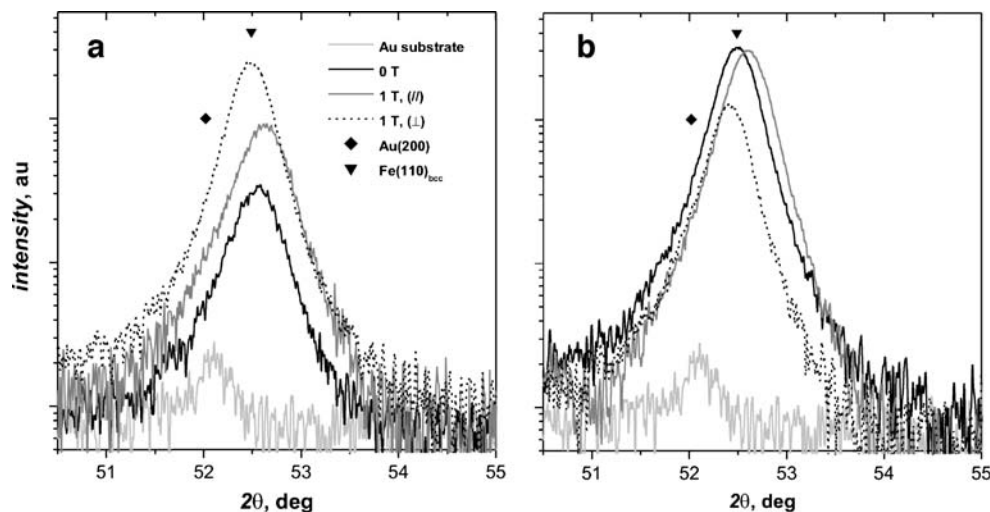 a
Au substrate
0 T
1 T, (//)
1 T, (⊥)
Au(200)
Fe(110)bcc
intensity, au
51 52 53 54 55
2θ, deg
b
51 52 53 54 55
2θ, deg